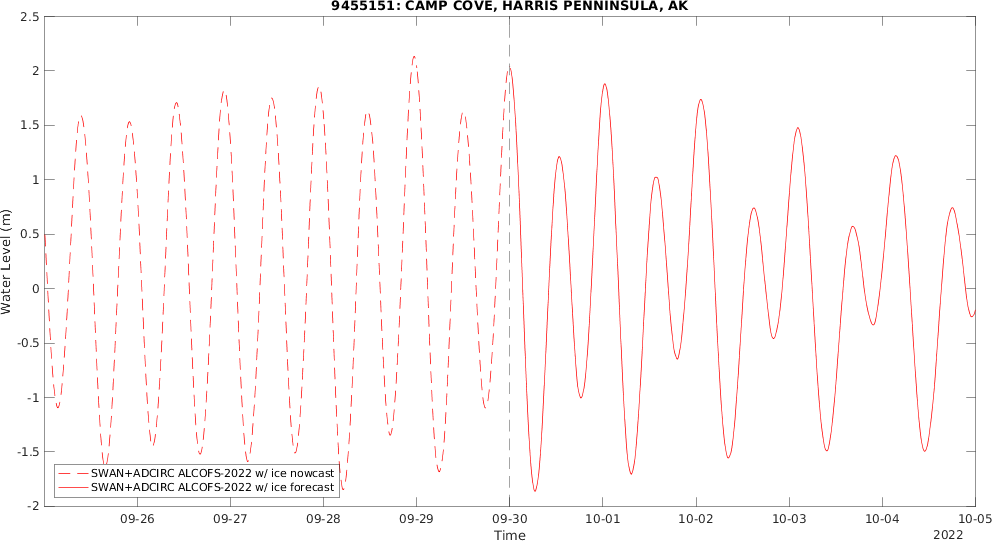 9455151: CAMP COVE, HARRIS PENNINSULA, AK
2.5
2
1.5
1
0.5
0
-0.5
-1
-1.5
-2
Water Level (m)
SWAN+ADCIRC ALCOFS-2022 w/ ice nowcast
SWAN+ADCIRC ALCOFS-2022 w/ ice forecast
09-26 09-27 09-28 09-29 09-30 10-01 10-02 10-03 10-04 10-05
Time
2022